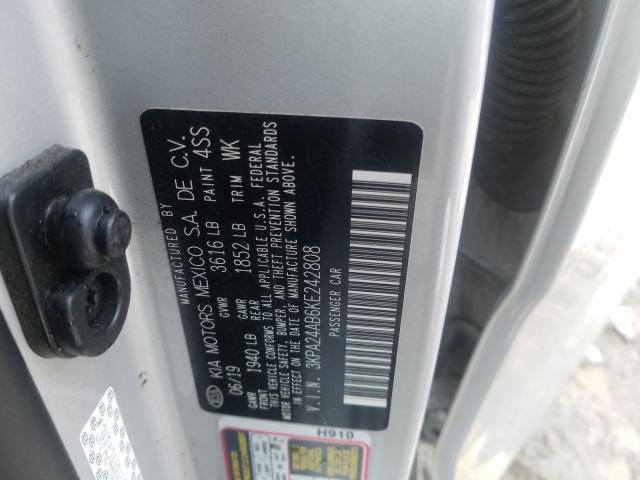 MANUFACTURED BY
KIA KIA MOTORS MEXICO S.A. DE C.V.
06/19 GVWR 3616 LB PAINT 4SS
GAWR FRONT 1940 LB GAWR REAR 1852 LB TRIM WK
THIS VEHICLE CONFORMS TO ALL APPLICABLE U.S.A. FEDERAL
MOTOR VEHICLE SAFETY, BUMPER AND THEFT PREVENTION STANDARDS
IN EFFECT ON THE DATE OF MANUFACTURE SHOWN ABOVE.
V.I.N. 3KPA24AB6KE242808
PASSENGER CAR
H910